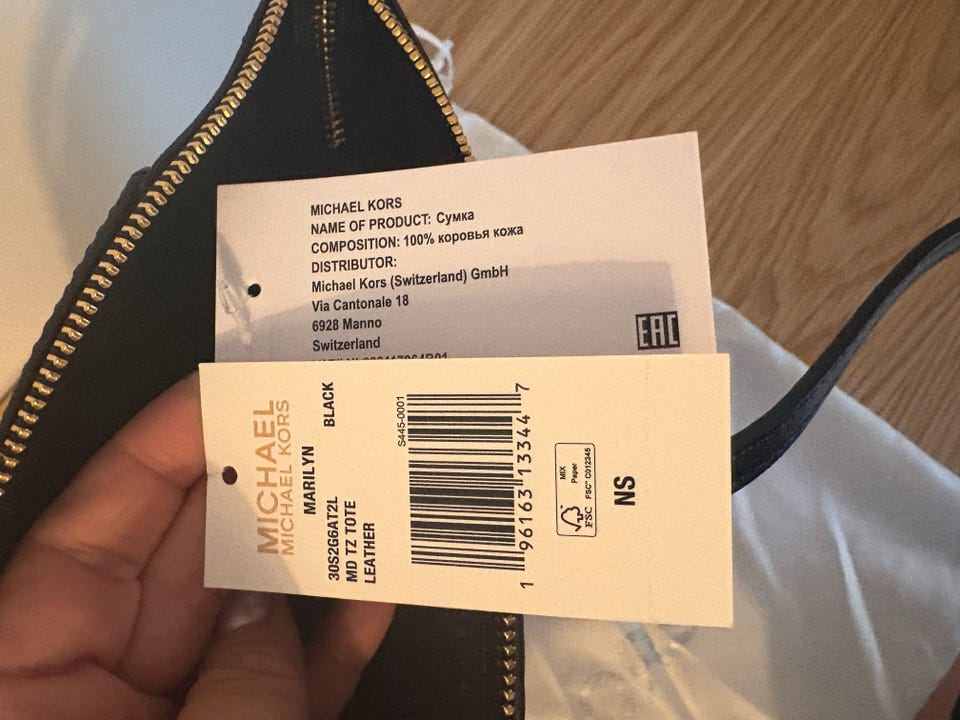 MICHAEL KORS
NAME OF PRODUCT: Сумка
COMPOSITION: 100% коровья кожа
DISTRIBUTOR:
Michael Kors (Switzerland) GmbH
Via Cantonale 18
6928 Manno
Switzerland
EAC
MICHAEL
MICHAEL KORS
MARILYN
BLACK
30S2G6AT2L
MD TZ TOTE
LEATHER
S445-0001
1 96163 13344 7
MIX
Paper
FSC
FSC® C012345
NS